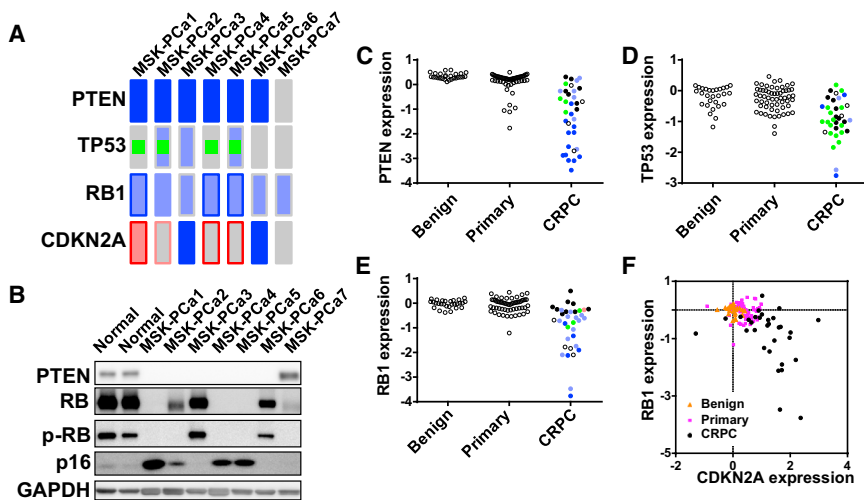 A
MSK-PCa1
MSK-PCa2
MSK-PCa3
MSK-PCa4
MSK-PCa5
MSK-PCa6
MSK-PCa7
PTEN
TP53
RB1
CDKN2A
B
Normal
Normal
MSK-PCa1
MSK-PCa2
MSK-PCa3
MSK-PCa4
MSK-PCa5
MSK-PCa6
MSK-PCa7
PTEN
RB
p-RB
p16
GAPDH
C
PTEN expression
1
0
-1
-2
-3
-4
Benign
Primary
CRPC
D
TP53 expression
1
0
-1
-2
-3
Benign
Primary
CRPC
E
RB1 expression
1
0
-1
-2
-3
-4
Benign
Primary
CRPC
F
RB1 expression
1
0
-5
Benign
Primary
CRPC
-2
0
2
4
CDKN2A expression